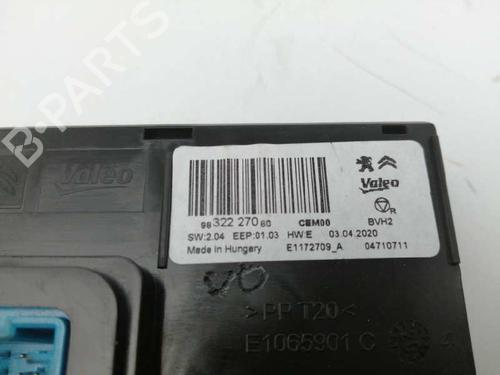 B-PARTS
Valeo
98 322 270 60
CEM00
Valeo
R
SW:2.04 EEP:01.03 HW:E 03.04.2020 BVH2
Made in Hungary E1172709_A 04710711
>PP T20<
E1065901 C